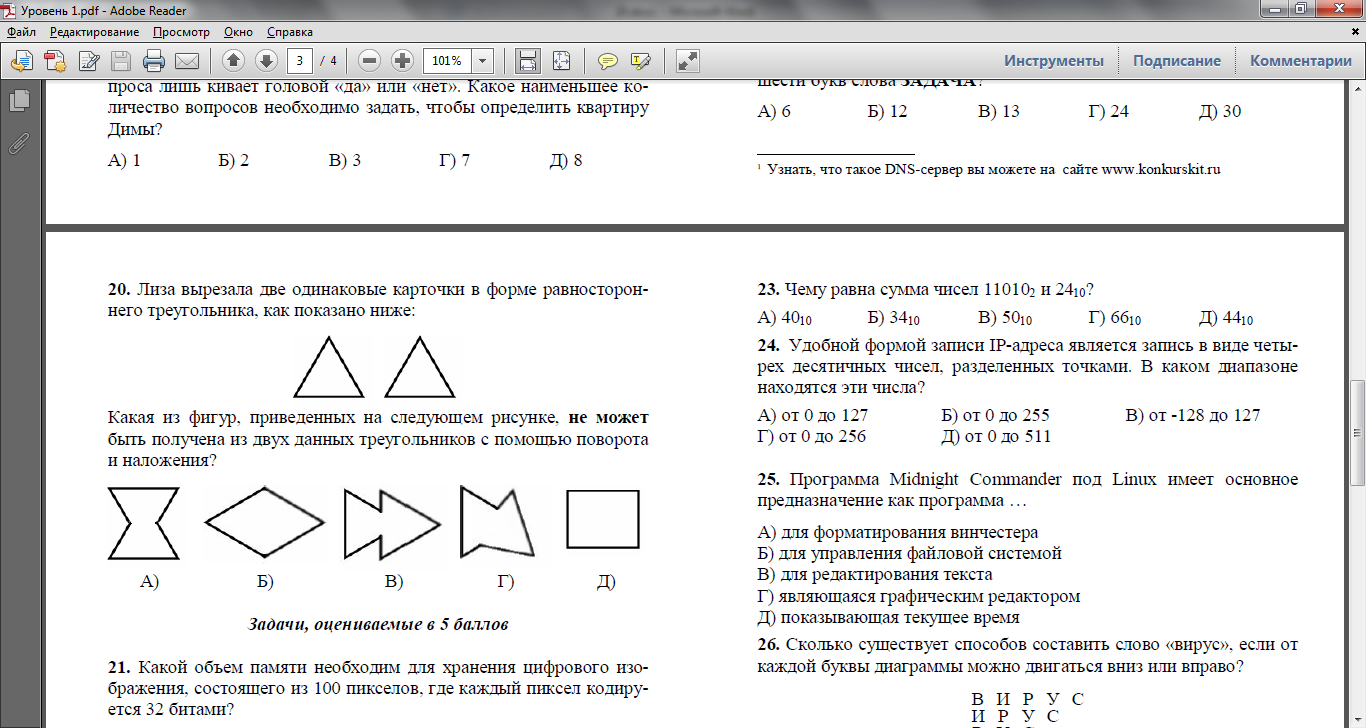 Уровень 1.pdf - Adobe Reader
Файл Редактирование Просмотр Окно Справка
3 / 4 101% Инструменты Подписание Комментарии
проса лишь кивает головой «да» или «нет». Какое наименьшее ко-
личество вопросов необходимо задать, чтобы определить квартиру
Димы?
А) 1 Б) 2 В) 3 Г) 7 Д) 8
шести букв слова ЗАДАЧА?
А) 6 Б) 12 В) 13 Г) 24 Д) 30
1 Узнать, что такое DNS-сервер вы можете на сайте www.konkurskit.ru
20. Лиза вырезала две одинаковые карточки в форме равносторон-
него треугольника, как показано ниже:
Какая из фигур, приведенных на следующем рисунке, не может
быть получена из двух данных треугольников с помощью поворота
и наложения?
А) Б) В) Г) Д)
Задачи, оцениваемые в 5 баллов
21. Какой объем памяти необходим для хранения цифрового изо-
бражения, состоящего из 100 пикселов, где каждый пиксел кодиру-
ется 32 битами?
23. Чему равна сумма чисел 11010₂ и 24₁₀?
А) 40₁₀ Б) 34₁₀ В) 50₁₀ Г) 66₁₀ Д) 44₁₀
24. Удобной формой записи IP-адреса является запись в виде четы-
рех десятичных чисел, разделенных точками. В каком диапазоне
находятся эти числа?
А) от 0 до 127 Б) от 0 до 255 В) от -128 до 127
Г) от 0 до 256 Д) от 0 до 511
25. Программа Midnight Commander под Linux имеет основное
предназначение как программа …
А) для форматирования винчестера
Б) для управления файловой системой
В) для редактирования текста
Г) являющаяся графическим редактором
Д) показывающая текущее время
26. Сколько существует способов составить слово «вирус», если от
каждой буквы диаграммы можно двигаться вниз или вправо?
В И Р У С
И Р У С